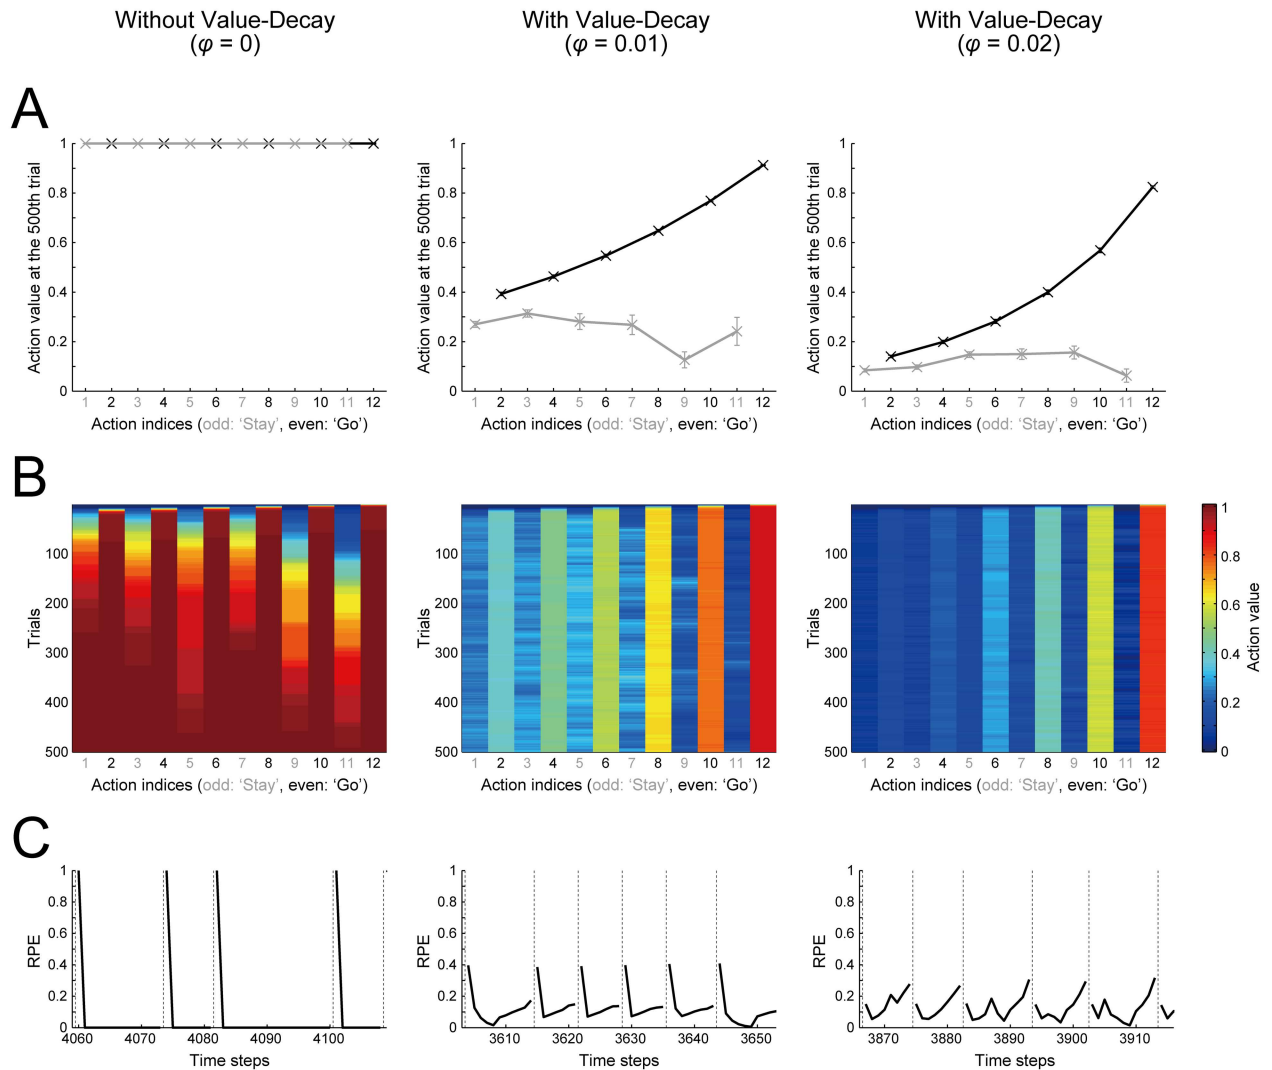 Without Value-Decay
(φ = 0)
With Value-Decay
(φ = 0.01)
With Value-Decay
(φ = 0.02)
A
Action value at the 500th trial
1
0.8
0.6
0.4
0.2
0
1 2 3 4 5 6 7 8 9 10 11 12
Action indices (odd: ‘Stay’, even: ‘Go’)
Action value at the 500th trial
1
0.8
0.6
0.4
0.2
0
1 2 3 4 5 6 7 8 9 10 11 12
Action indices (odd: ‘Stay’, even: ‘Go’)
Action value at the 500th trial
1
0.8
0.6
0.4
0.2
0
1 2 3 4 5 6 7 8 9 10 11 12
Action indices (odd: ‘Stay’, even: ‘Go’)
B
Trials
100
200
300
400
500
1 2 3 4 5 6 7 8 9 10 11 12
Action indices (odd: ‘Stay’, even: ‘Go’)
Trials
100
200
300
400
500
1 2 3 4 5 6 7 8 9 10 11 12
Action indices (odd: ‘Stay’, even: ‘Go’)
Trials
100
200
300
400
500
1 2 3 4 5 6 7 8 9 10 11 12
Action indices (odd: ‘Stay’, even: ‘Go’)
1
0.8
0.6
0.4
0.2
0
Action value
C
RPE
1
0.8
0.6
0.4
0.2
0
4060 4070 4080 4090 4100
Time steps
RPE
1
0.8
0.6
0.4
0.2
0
3610 3620 3630 3640 3650
Time steps
RPE
1
0.8
0.6
0.4
0.2
0
3870 3880 3890 3900 3910
Time steps